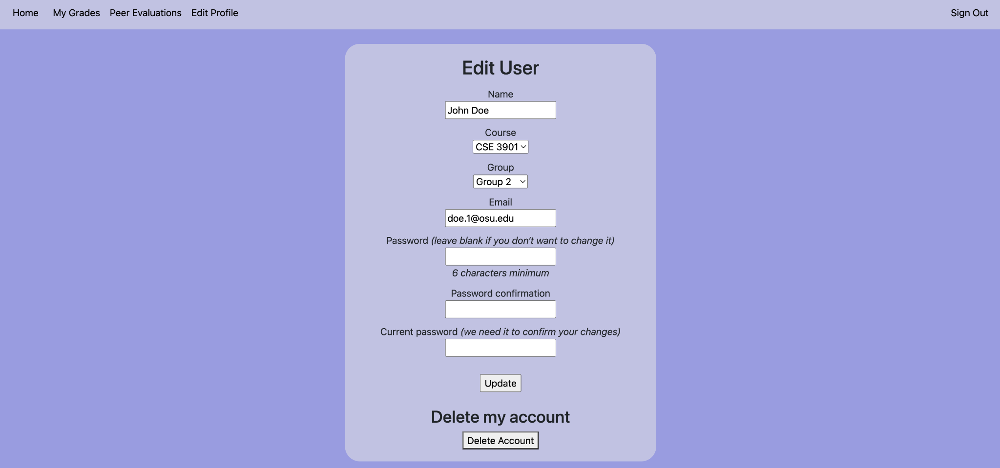 Home My Grades Peer Evaluations Edit Profile Sign Out
Edit User
Name
John Doe
Course
CSE 3901
Group
Group 2
Email
doe.1@osu.edu
Password (leave blank if you don't want to change it)
6 characters minimum
Password confirmation
Current password (we need it to confirm your changes)
Update
Delete my account
Delete Account